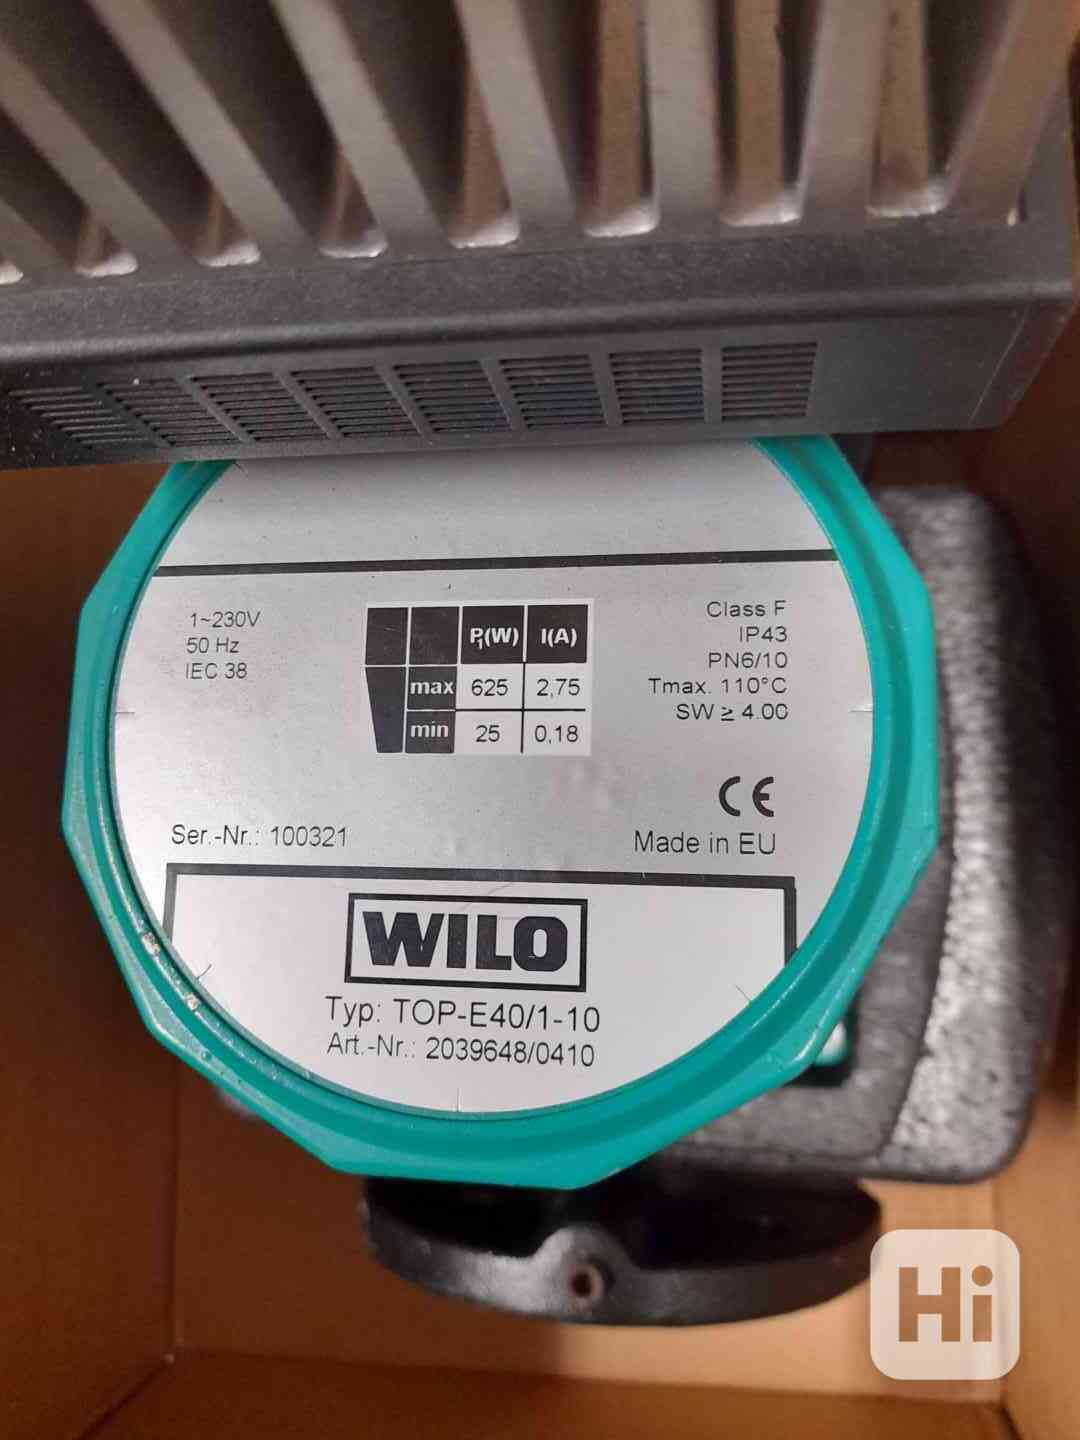 1~230V
50 Hz
IEC 38
P1(W) I(A)
max 625 2,75
min 25 0,18
Class F
IP43
PN6/10
Tmax. 110°C
SW ≥ 4.00
CE
Ser.-Nr.: 100321
Made in EU
WILO
Typ: TOP-E40/1-10
Art.-Nr.: 2039648/0410
Hi